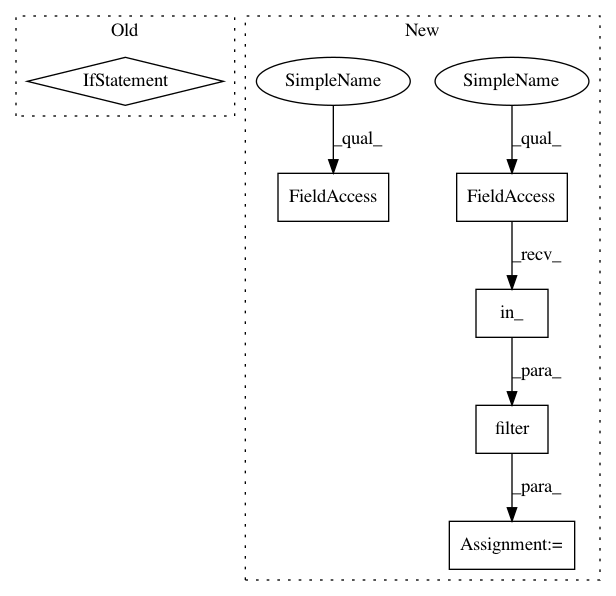 Old
New
IfStatement
SimpleName
SimpleName
_qual_
_qual_
FieldAccess
FieldAccess
_recv_
in_
_para_
filter
_para_
Assignment:=